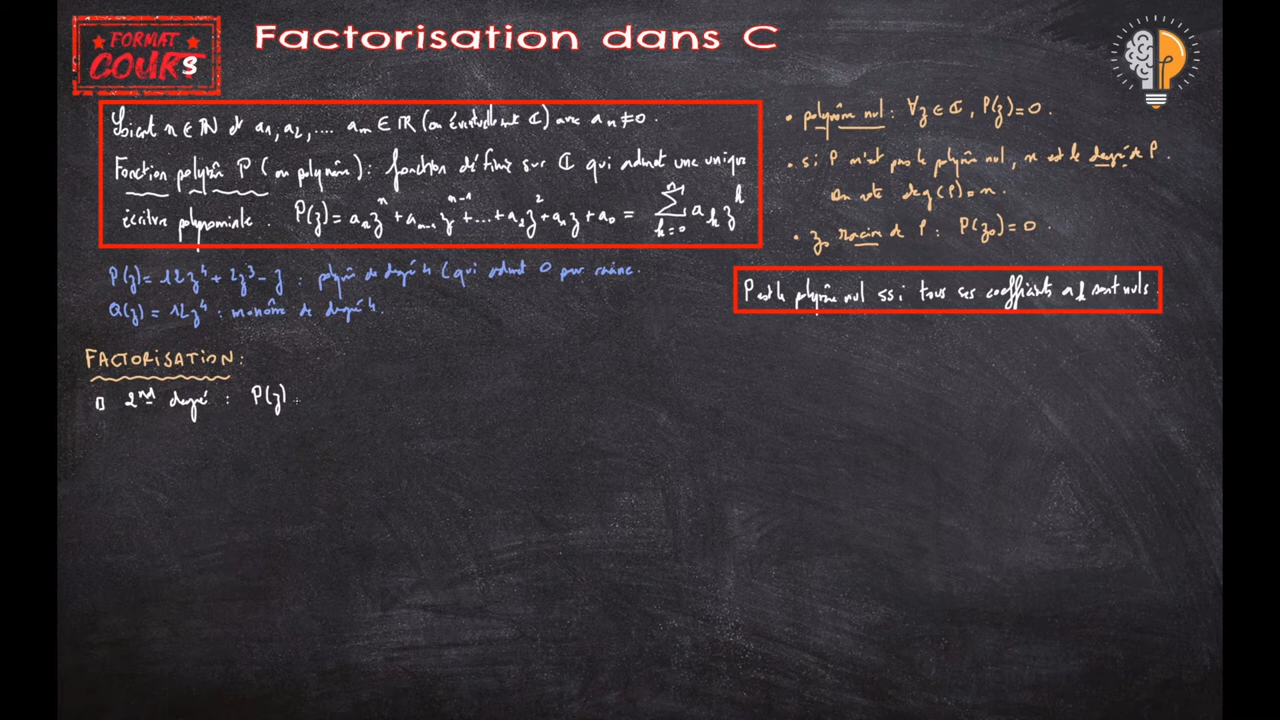 FORMAT
COURS
Factorisation dans C
Soient n ∈ ℕ et a₁, a₂, .... aₙ ∈ ℝ (ou éventuellement ℂ) avec aₙ ≠ 0.
Fonction polynôme P (ou polynôme) : fonction définie sur ℂ qui admet une unique
écriture polynomiale. P(z) = aₙzⁿ + aₙ₋₁zⁿ⁻¹ + ... + a₂z² + a₁z + a₀ = ∑ₖ₌₀ⁿ aₖzᵏ
P(z) = 12z⁴ + 2z³ - z : polynôme de degré 4 (qui admet 0 pour racine.
Q(z) = 12z⁴ : monôme de degré 4.
• polynôme nul : ∀z ∈ ℂ, P(z) = 0.
• si P n'est pas le polynôme nul, n est le degré de P.
On note deg(P) = n.
• z₀ racine de P : P(z₀) = 0.
P est le polynôme nul ssi tous ses coefficients aₖ sont nuls.
FACTORISATION :
2nd degré : P(z)